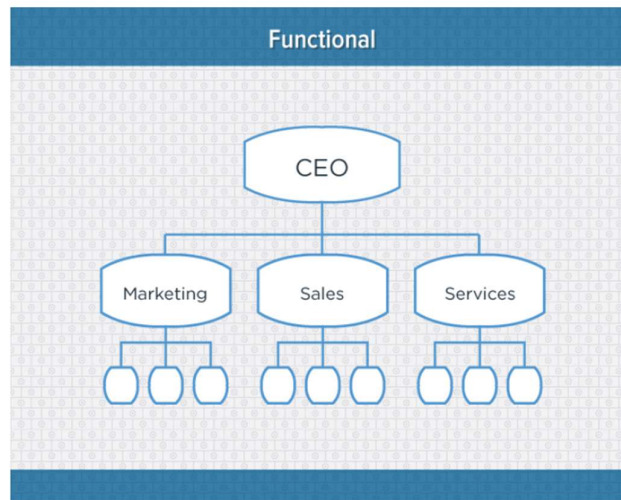 Functional
CEO
Marketing
Sales
Services